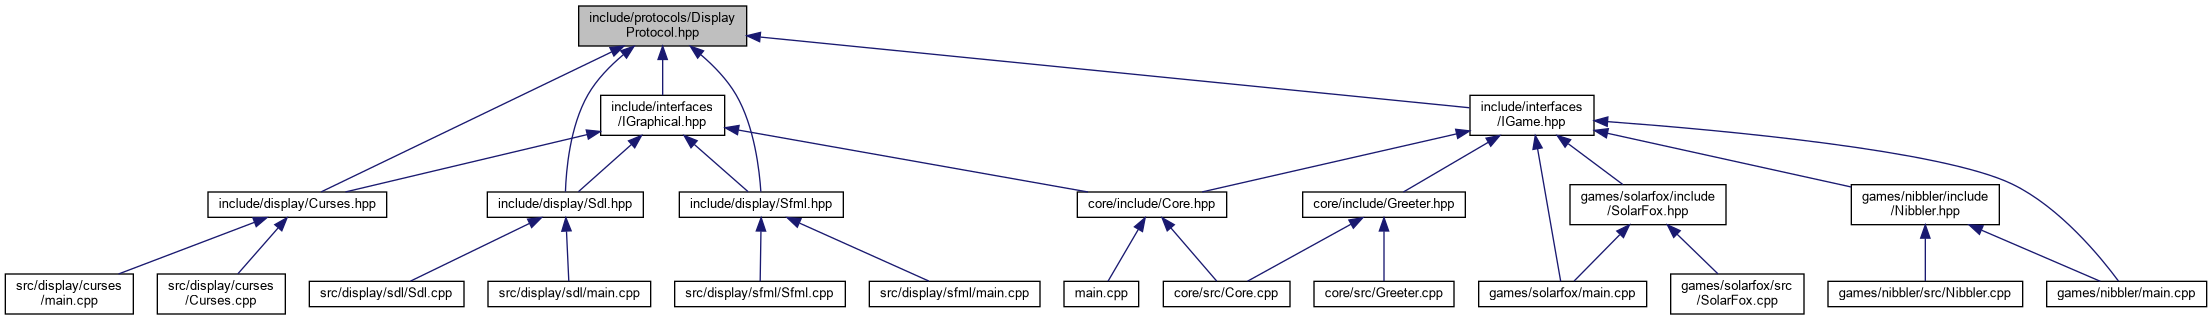 include/protocols/Display
Protocol.hpp
include/interfaces
/IGraphical.hpp
include/interfaces
/IGame.hpp
include/display/Curses.hpp
include/display/Sdl.hpp
include/display/Sfml.hpp
core/include/Core.hpp
core/include/Greeter.hpp
games/solarfox/include
/SolarFox.hpp
games/nibbler/include
/Nibbler.hpp
src/display/curses
/main.cpp
src/display/curses
/Curses.cpp
src/display/sdl/Sdl.cpp
src/display/sdl/main.cpp
src/display/sfml/Sfml.cpp
src/display/sfml/main.cpp
main.cpp
core/src/Core.cpp
core/src/Greeter.cpp
games/solarfox/main.cpp
games/solarfox/src
/SolarFox.cpp
games/nibbler/src/Nibbler.cpp
games/nibbler/main.cpp